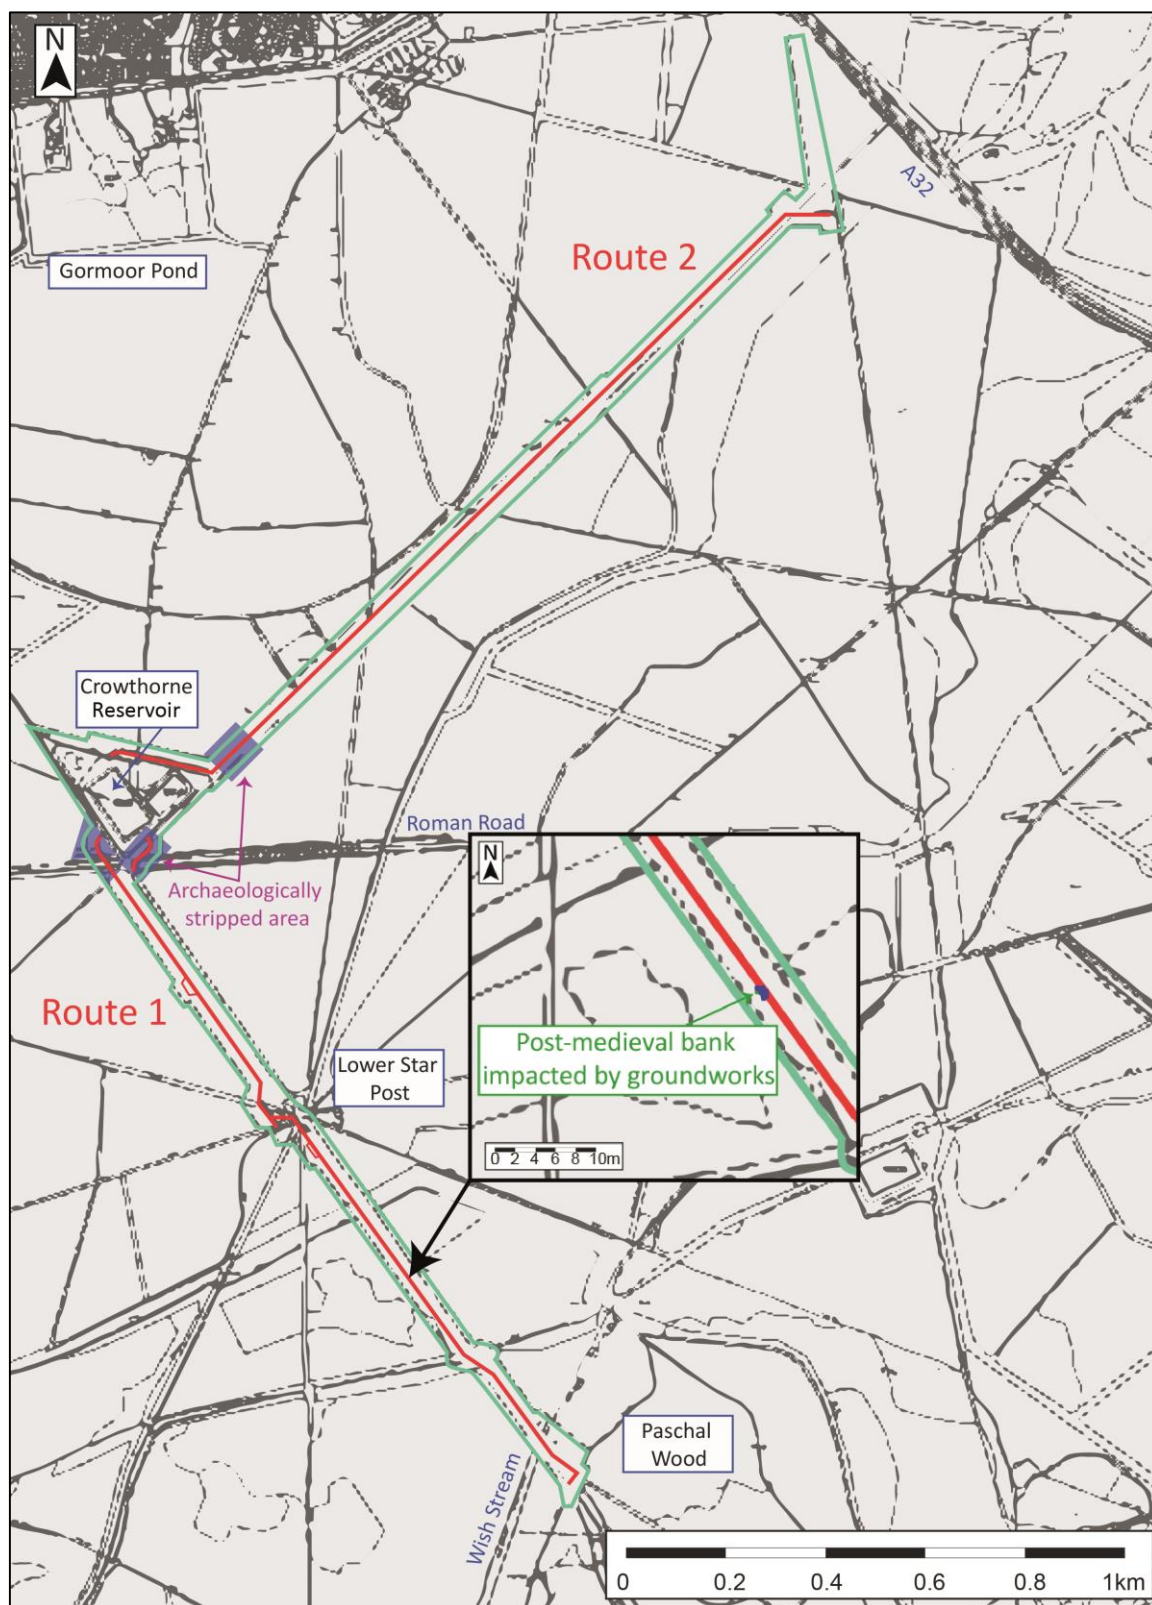 N
A32
Route 2
Gormoor Pond
Crowthorne
Reservoir
Roman Road
Archaeologically
stripped area
N
Route 1
Post-medieval bank
impacted by groundworks
Lower Star
Post
0 2 4 6 8 10m
Paschal
Wood
Wish Stream
0 0.2 0.4 0.6 0.8 1km